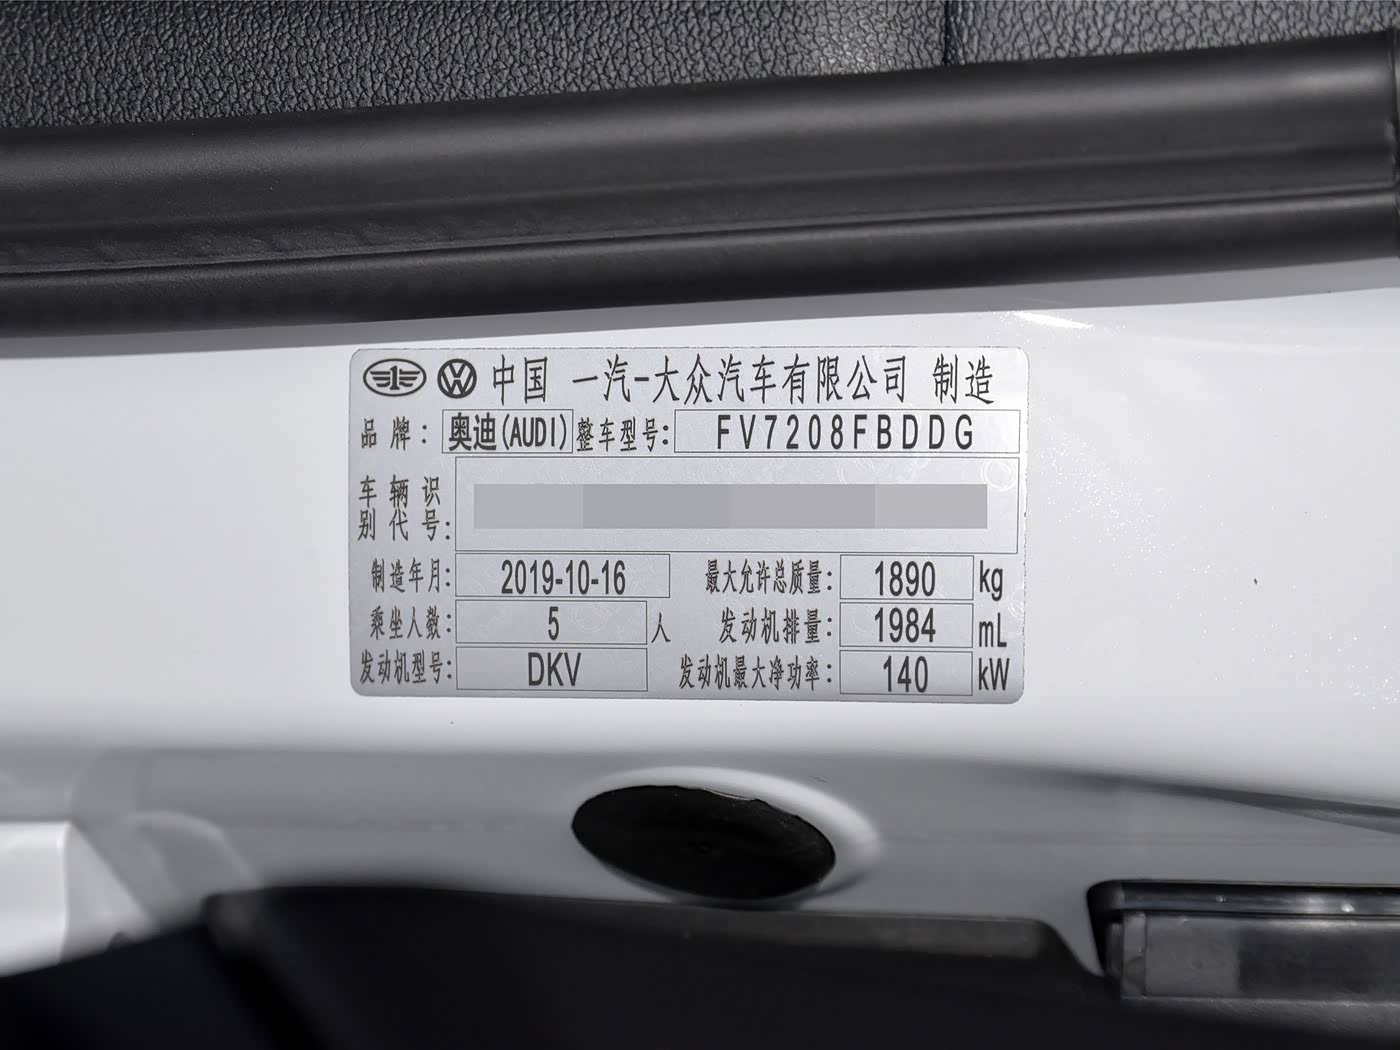 中国 一汽-大众汽车有限公司 制造
品牌: 奥迪(AUDI) 整车型号: FV7208FBDDG
车辆识
别代号:
制造年月: 2019-10-16 最大允许总质量: 1890 kg
乘坐人数: 5 人 发动机排量: 1984 mL
发动机型号: DKV 发动机最大净功率: 140 kW